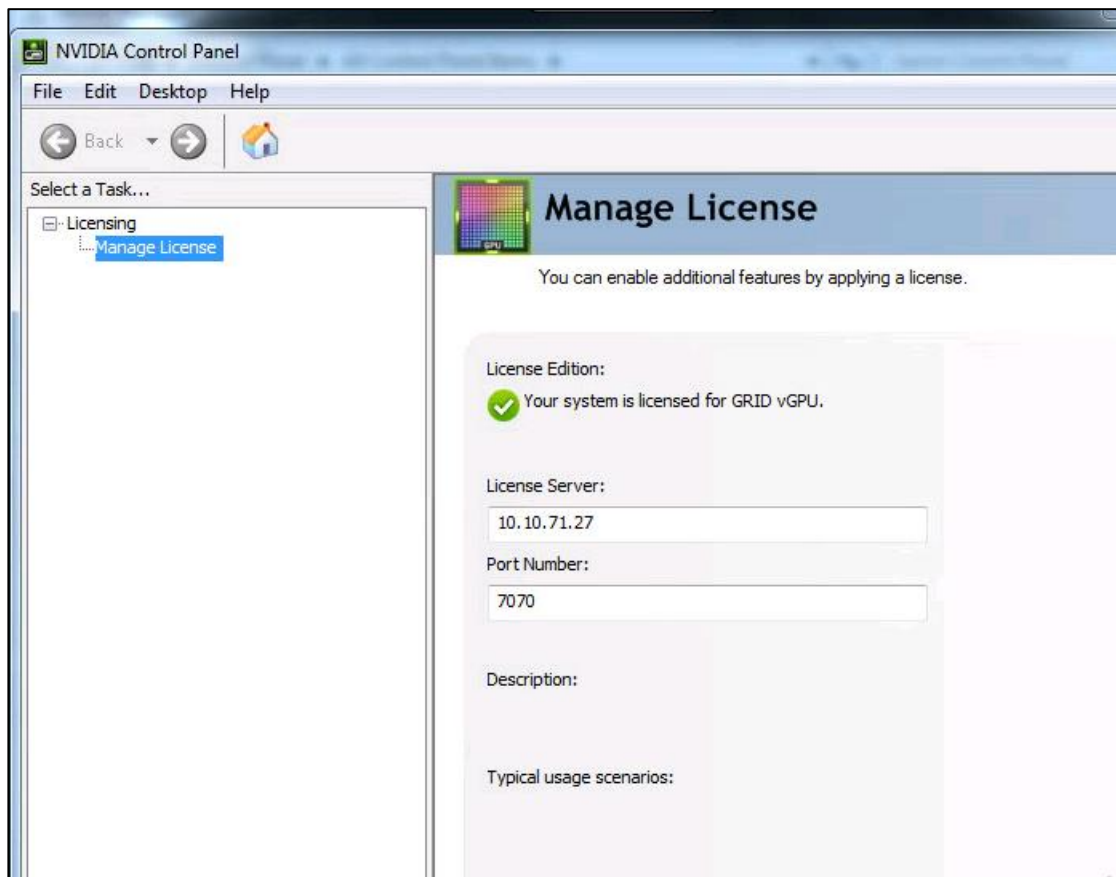 NVIDIA Control Panel
File Edit Desktop Help
Back
Select a Task...
Licensing
Manage License
GPU
Manage License
You can enable additional features by applying a license.
License Edition:
Your system is licensed for GRID vGPU.
License Server:
10.10.71.27
Port Number:
7070
Description:
Typical usage scenarios: